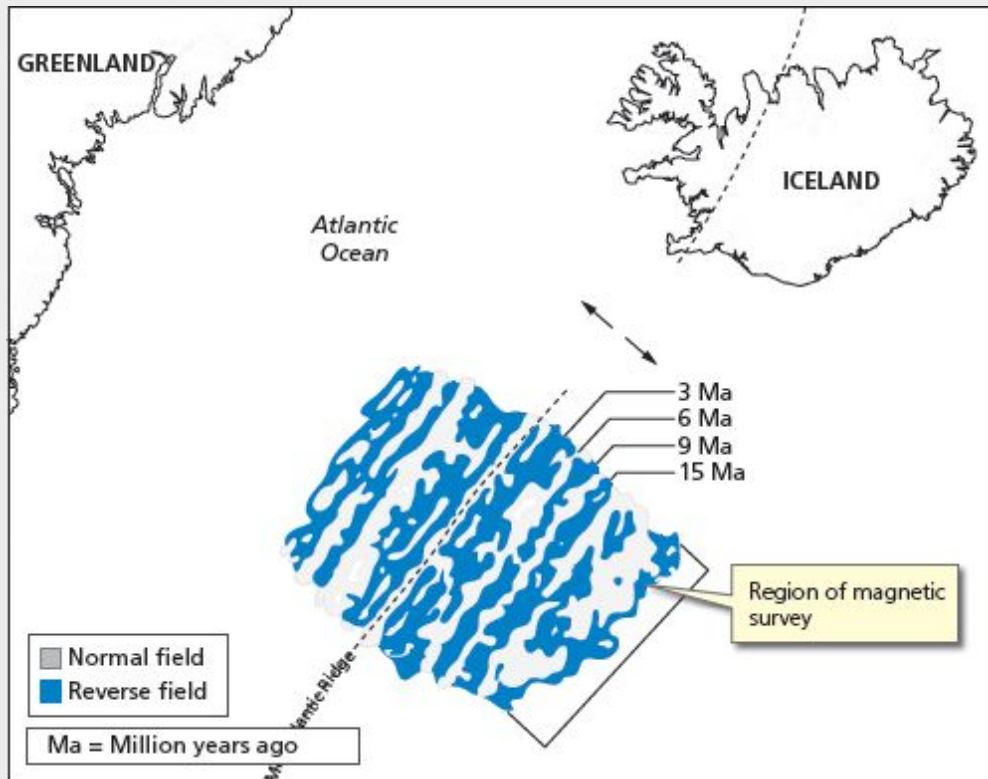 GREENLAND
ICELAND
Atlantic
Ocean
3 Ma
6 Ma
9 Ma
15 Ma
Region of magnetic
survey
Normal field
Reverse field
Ridge
Ma = Million years ago